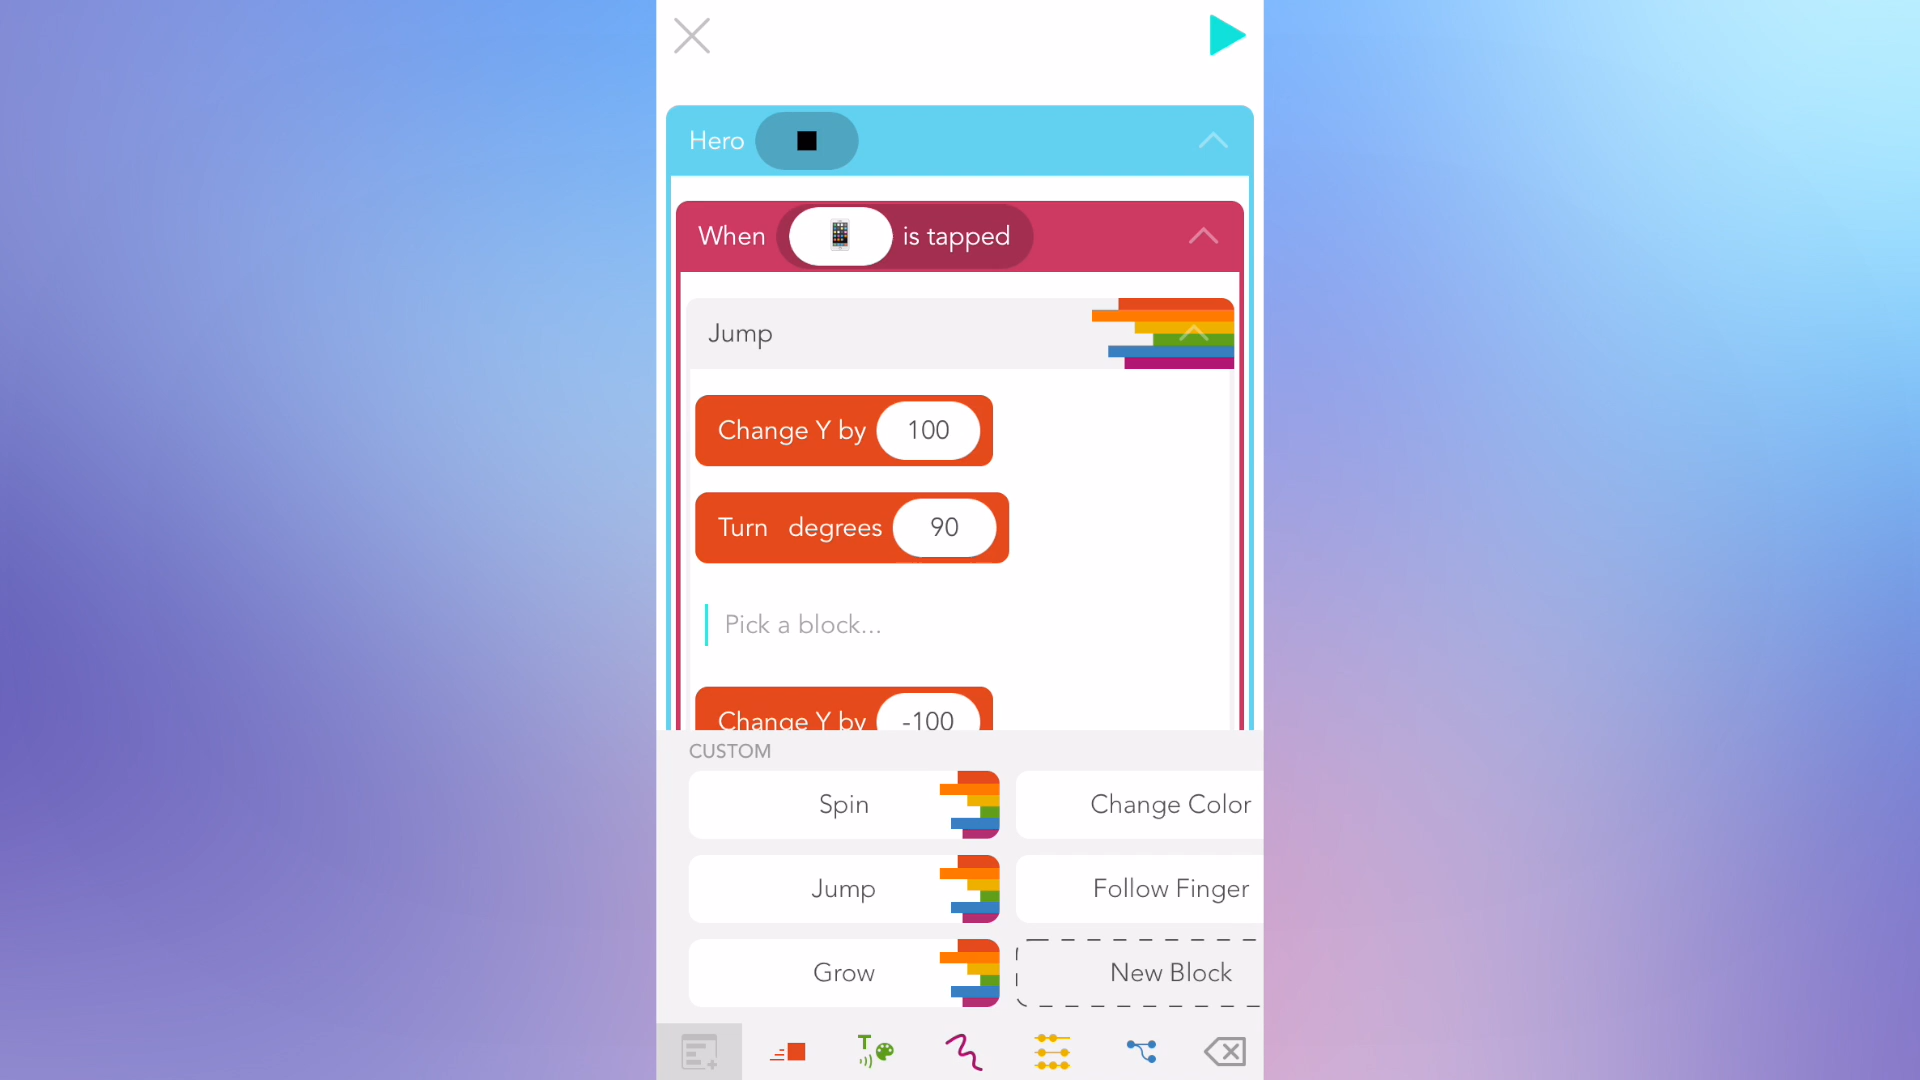 Hero
When is tapped
Jump
Change Y by 100
Turn degrees 90
Pick a block...
Change Y by -100
CUSTOM
Spin Change Color
Jump Follow Finger
Grow New Block
T